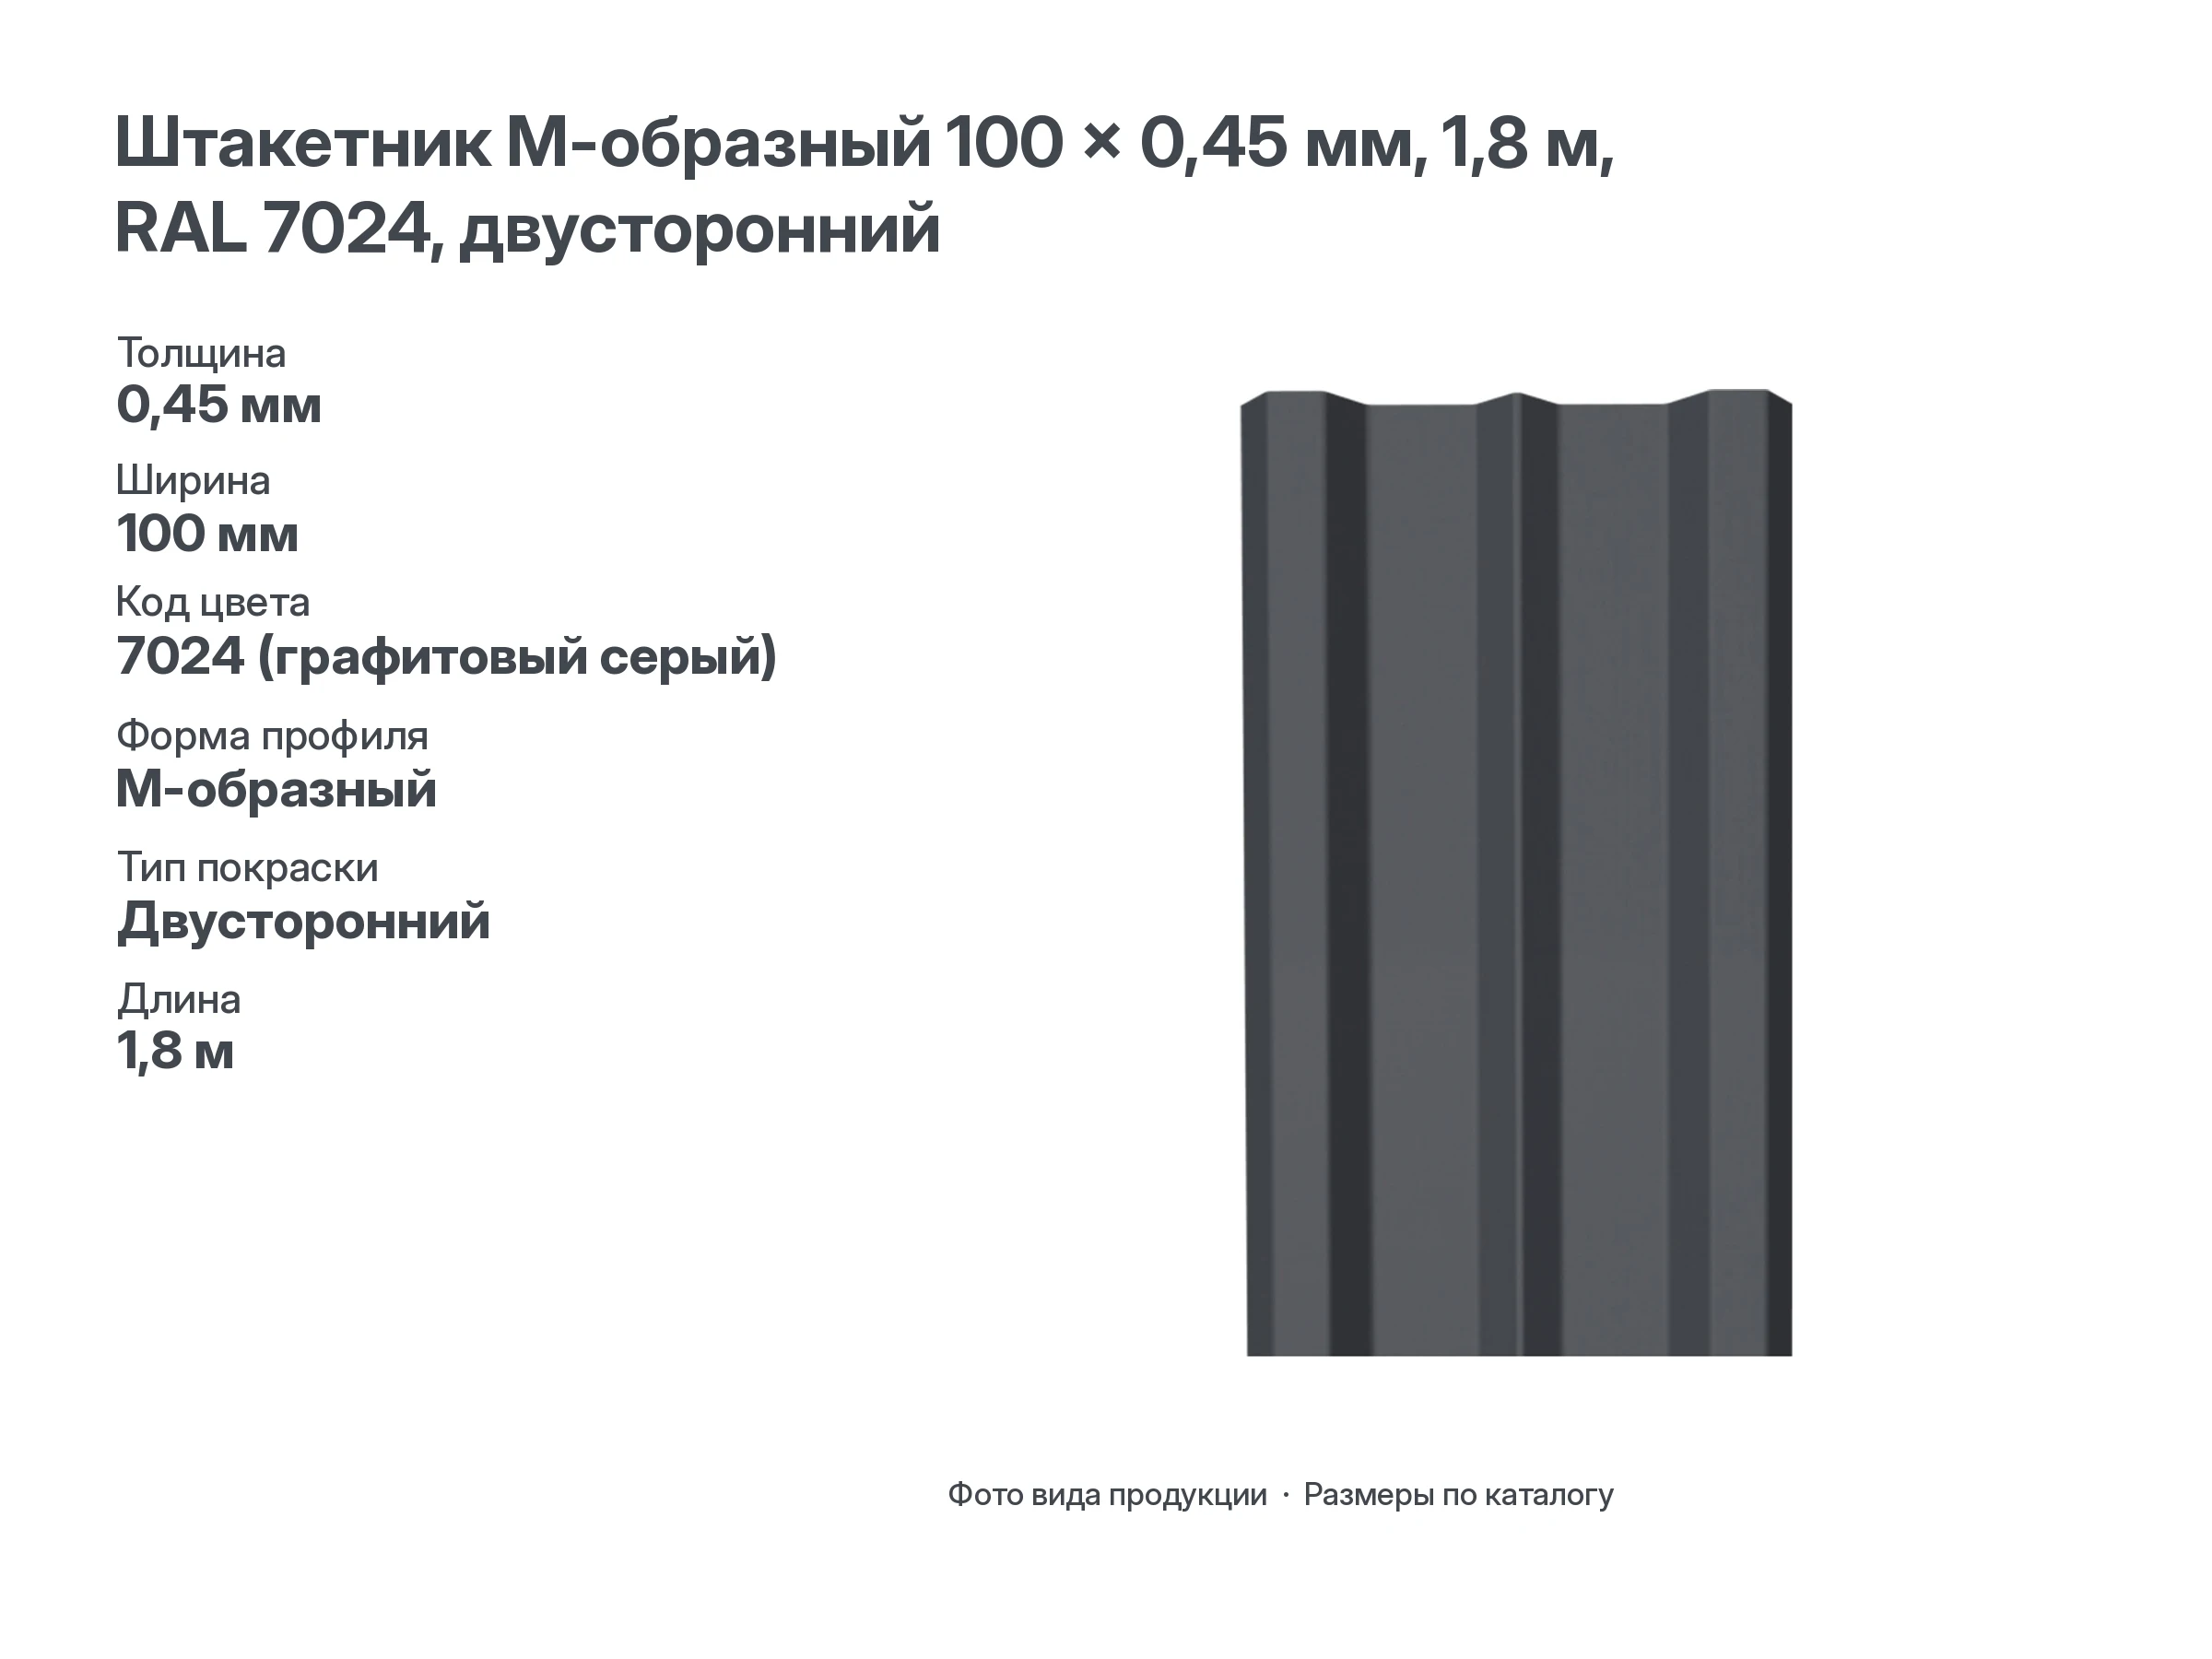 Штакетник М-образный 100 × 0,45 мм, 1,8 м,
RAL 7024, двусторонний
Толщина
0,45 мм
Ширина
100 мм
Код цвета
7024 (графитовый серый)
Форма профиля
М-образный
Тип покраски
Двусторонний
Длина
1,8 м
Фото вида продукции · Размеры по каталогу